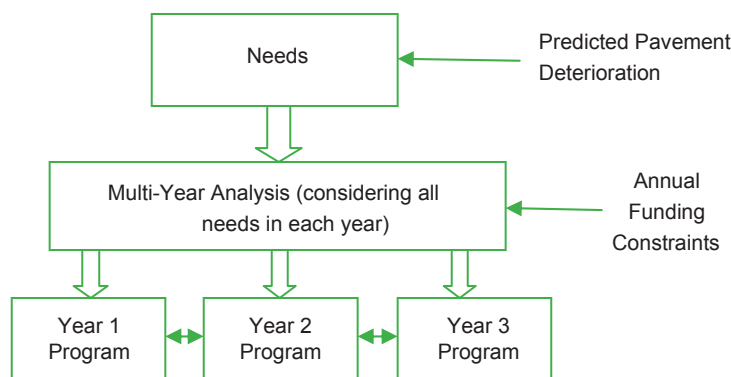 Needs
Predicted Pavement
Deterioration
Multi-Year Analysis (considering all
needs in each year)
Annual
Funding
Constraints
Year 1
Program
Year 2
Program
Year 3
Program